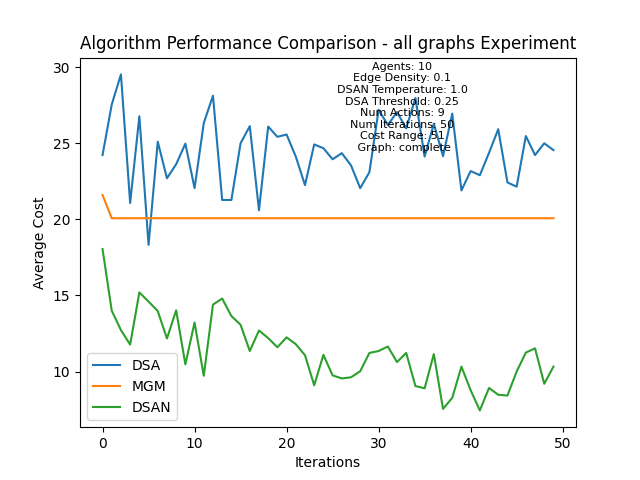 Algorithm Performance Comparison - all graphs Experiment
Agents: 10
Edge Density: 0.1
DSAN Temperature: 1.0
DSA Threshold: 0.25
Num Actions: 9
Num Iterations: 50
Cost Range: 51
Graph: complete
30
25
20
15
10
Average Cost
DSA
MGM
DSAN
0
10
20
30
40
50
Iterations